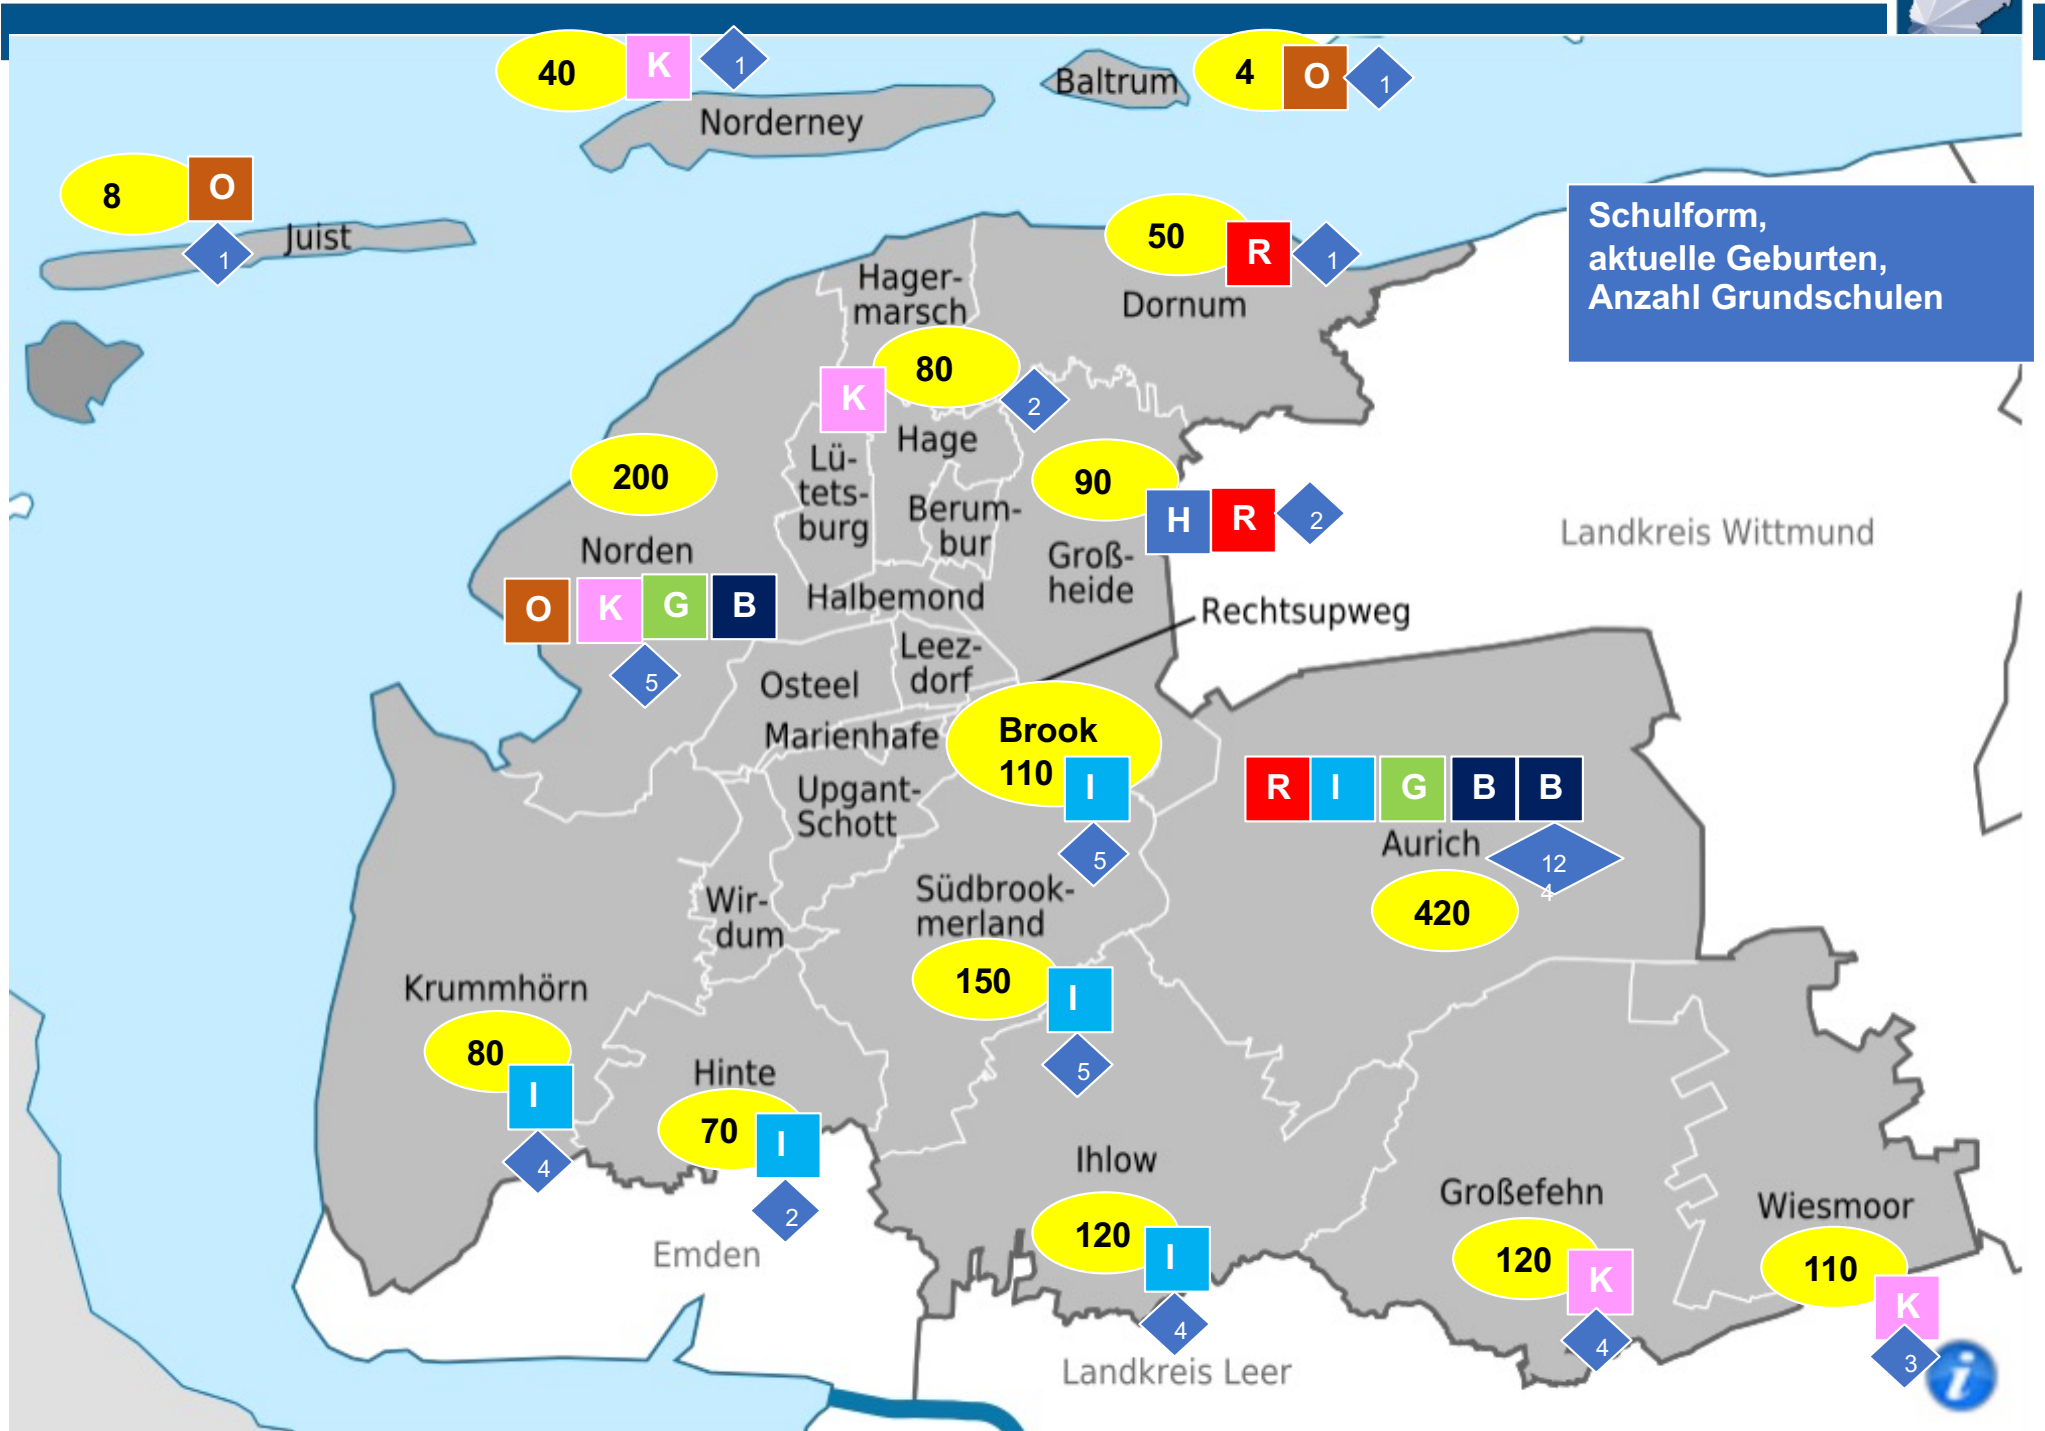 40
K
1
Norderney
Baltrum
4
O
1
8
O
1
Juist
50
R
1
Dornum
Schulform,
aktuelle Geburten,
Anzahl Grundschulen
Hager-
marsch
80
K
2
Hage
Lü-
tets-
burg
Berum-
bur
90
H
R
2
Groß-
heide
200
Norden
O
K
G
B
5
Halbemond
Rechtsupweg
Landkreis Wittmund
Leez-
dorf
Osteel
Marienhafe
Brook
110
I
5
Upgant-
Schott
R
I
G
B
B
Aurich
12
4
420
Südbrook-
merland
150
I
5
Wir-
dum
Krummhörn
80
I
4
Hinte
70
I
2
Emden
Ihlow
120
I
4
Landkreis Leer
Großefehn
120
K
4
Wiesmoor
110
K
3
i